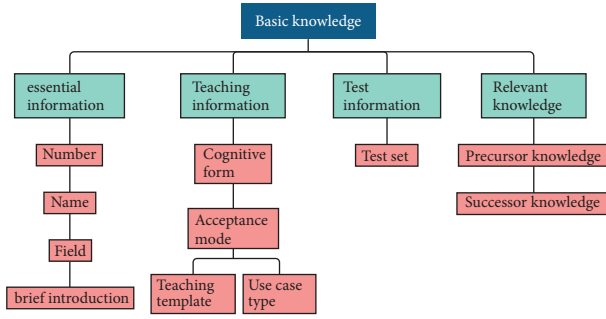 Basic knowledge
essential
information
Teaching
information
Test
information
Relevant
knowledge
Number
Name
Field
brief introduction
Cognitive
form
Acceptance
mode
Teaching
template
Use case
type
Test set
Precursor knowledge
Successor knowledge